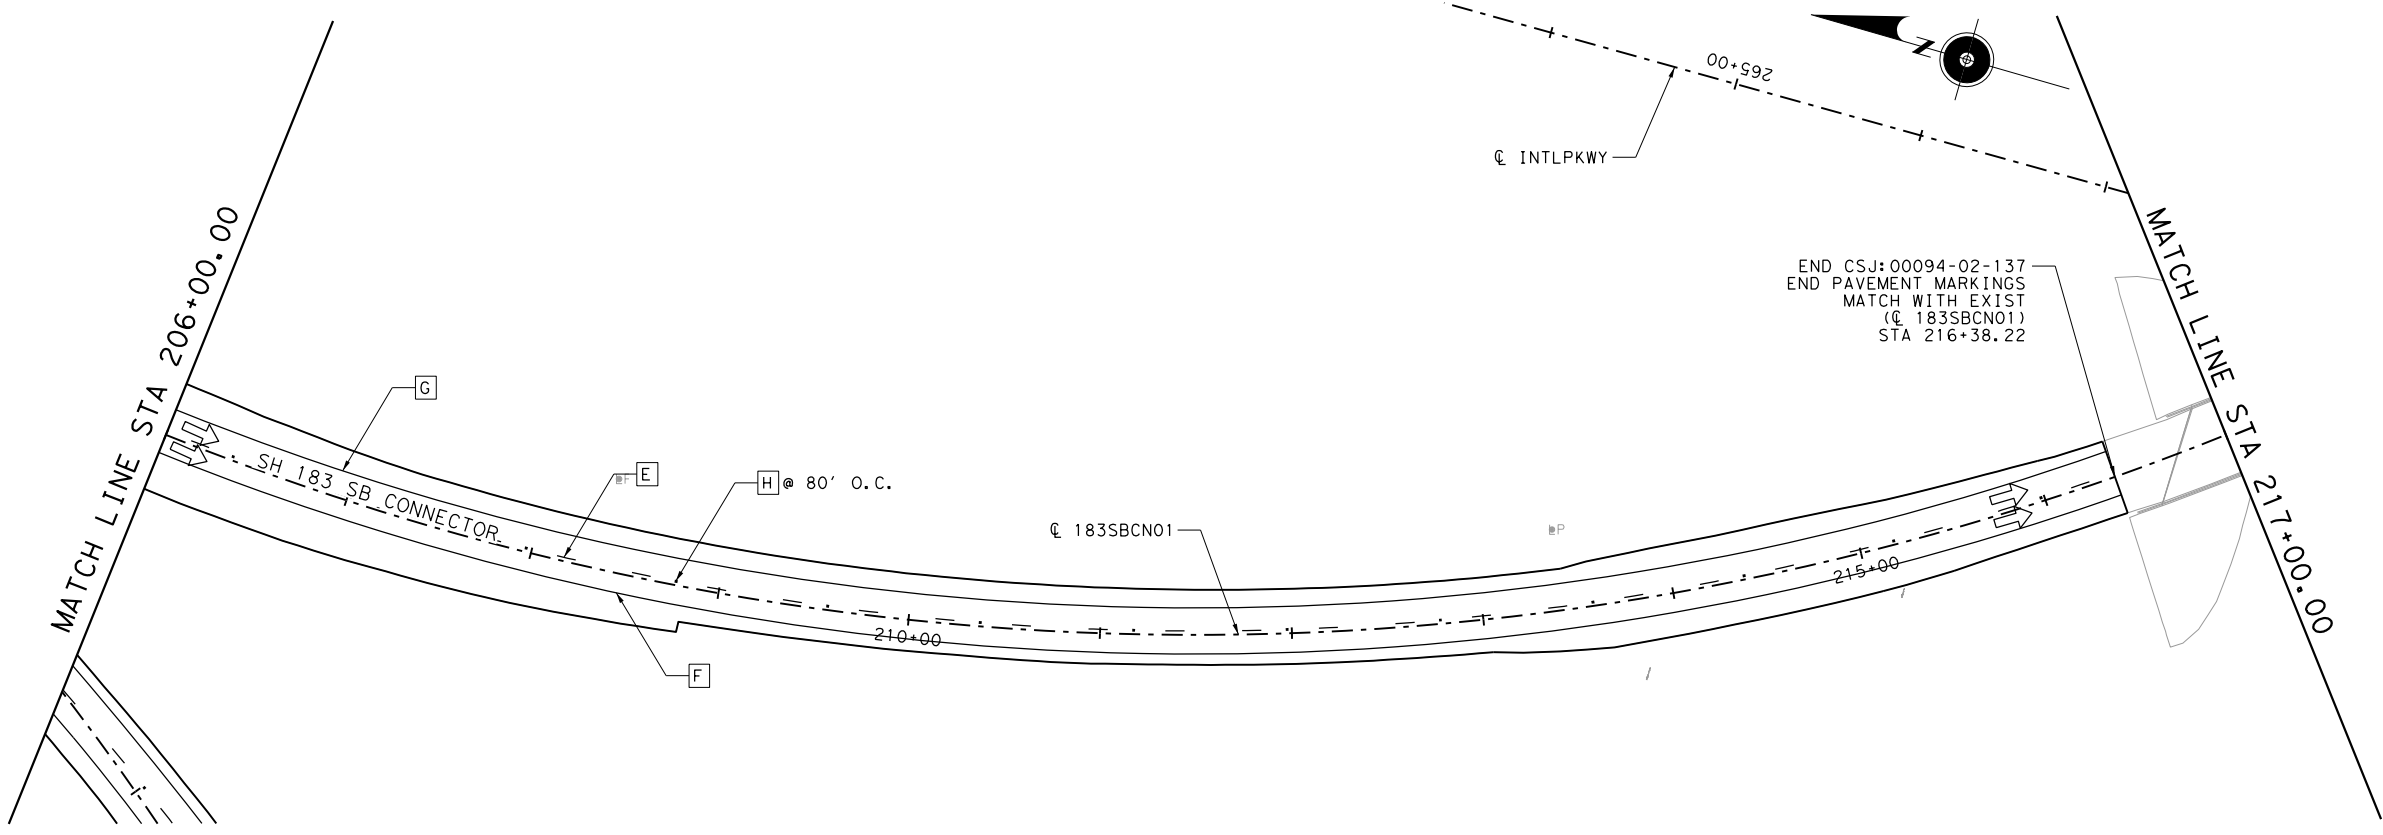 MATCH LINE STA 206+00.00
265+00
N
℄ INTLPKWY
MATCH LINE STA 217+00.00
END CSJ:00094-02-137
END PAVEMENT MARKINGS
MATCH WITH EXIST
(℄ 183SBCN01)
STA 216+38.22
G
SH 183 SB CONNECTOR
E
H @ 80' O.C.
℄ 183SBCN01
215+00
210+00
F